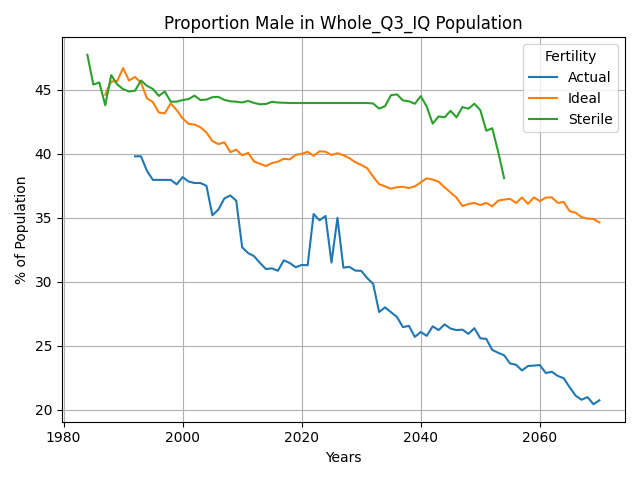 Proportion Male in Whole_Q3_IQ Population
Fertility
Actual
Ideal
Sterile
% of Population
45
40
35
30
25
20
1980
2000
2020
2040
2060
Years